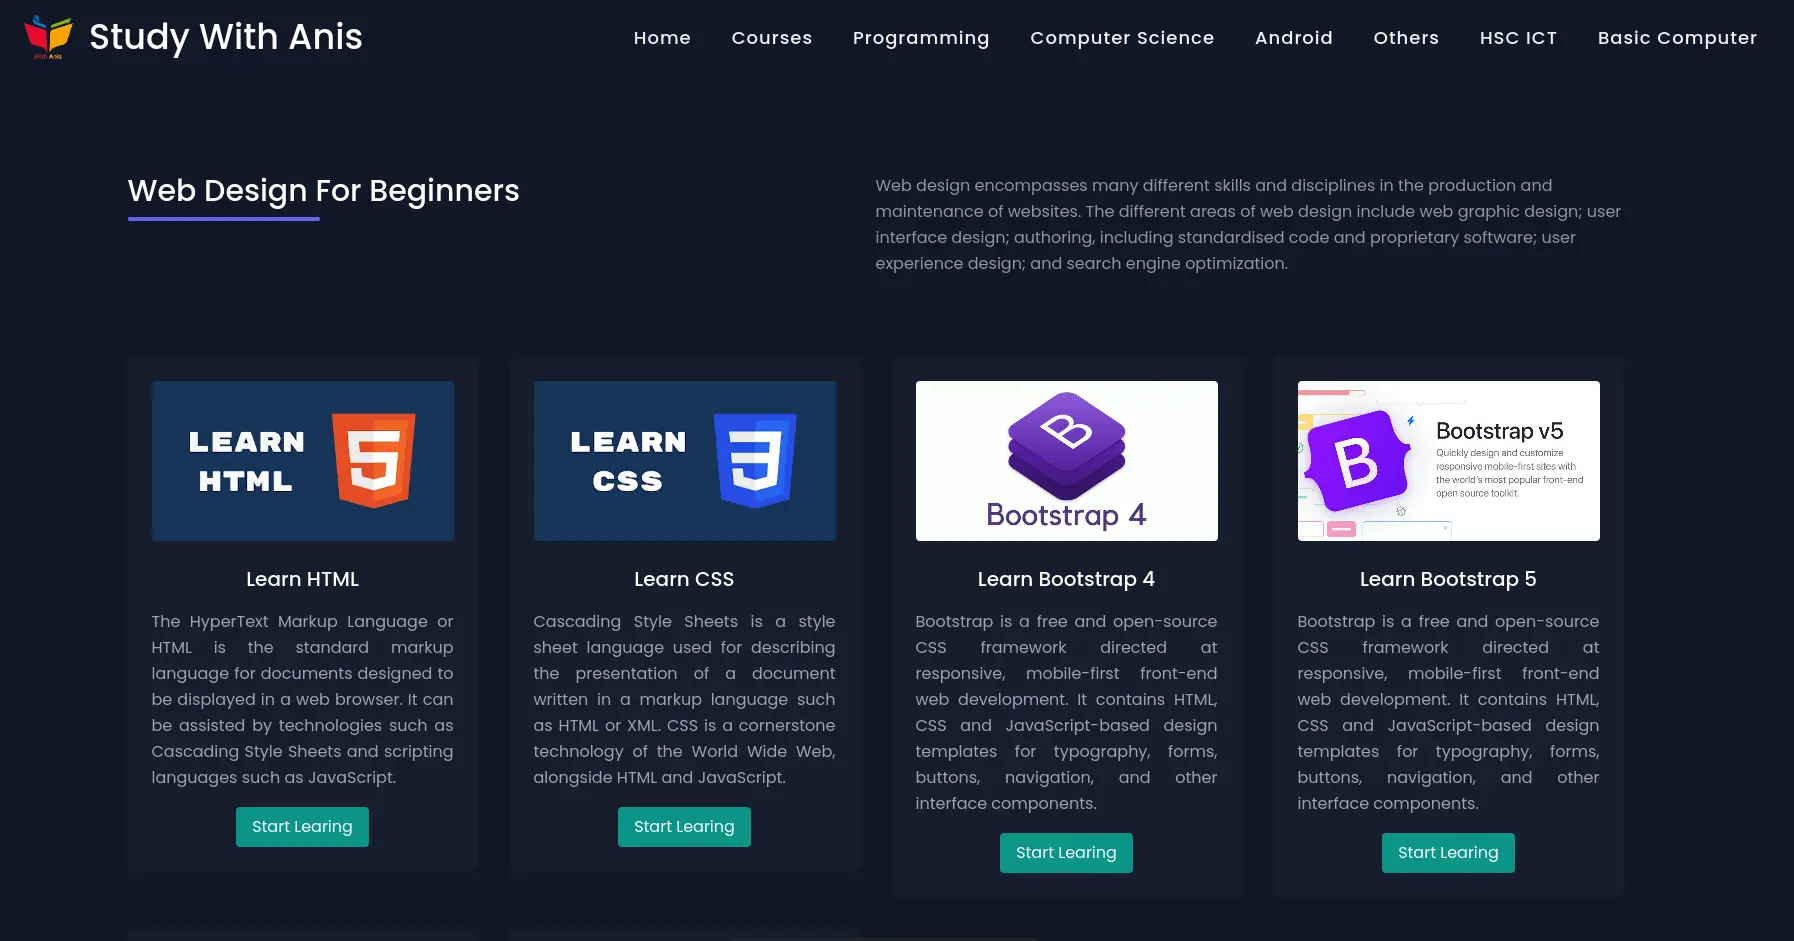 With Anis
Study With Anis
Home
Courses
Programming
Computer Science
Android
Others
HSC ICT
Basic Computer
Web Design For Beginners
Web design encompasses many different skills and disciplines in the production and
maintenance of websites. The different areas of web design include web graphic design; user
interface design; authoring, including standardised code and proprietary software; user
experience design; and search engine optimization.
LEARN
HTML
Learn HTML
The HyperText Markup Language or
HTML is the standard markup
language for documents designed to
be displayed in a web browser. It can
be assisted by technologies such as
Cascading Style Sheets and scripting
languages such as JavaScript.
Start Learing
LEARN
CSS
Learn CSS
Cascading Style Sheets is a style
sheet language used for describing
the presentation of a document
written in a markup language such
as HTML or XML. CSS is a cornerstone
technology of the World Wide Web,
alongside HTML and JavaScript.
Start Learing
B
Bootstrap 4
Learn Bootstrap 4
Bootstrap is a free and open-source
CSS framework directed at
responsive, mobile-first front-end
web development. It contains HTML,
CSS and JavaScript-based design
templates for typography, forms,
buttons, navigation, and other
interface components.
Start Learing
B
Bootstrap v5
Quickly design and customize
responsive mobile-first sites with
the world's most popular front-end
open source toolkit.
Learn Bootstrap 5
Bootstrap is a free and open-source
CSS framework directed at
responsive, mobile-first front-end
web development. It contains HTML,
CSS and JavaScript-based design
templates for typography, forms,
buttons, navigation, and other
interface components.
Start Learing